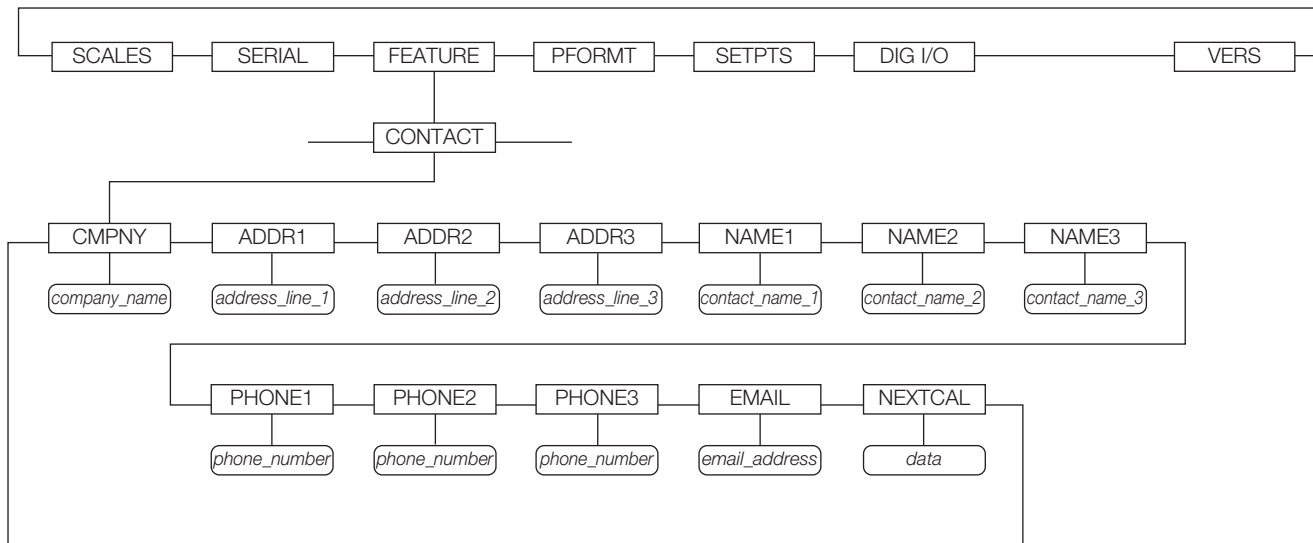 SCALES SERIAL FEATURE PFORMT SETPTS DIG I/O VERS
CONTACT
CMPNY ADDR1 ADDR2 ADDR3 NAME1 NAME2 NAME3
company_name address_line_1 address_line_2 address_line_3 contact_name_1 contact_name_2 contact_name_3
PHONE1 PHONE2 PHONE3 EMAIL NEXTCAL
phone_number phone_number phone_number email_address data